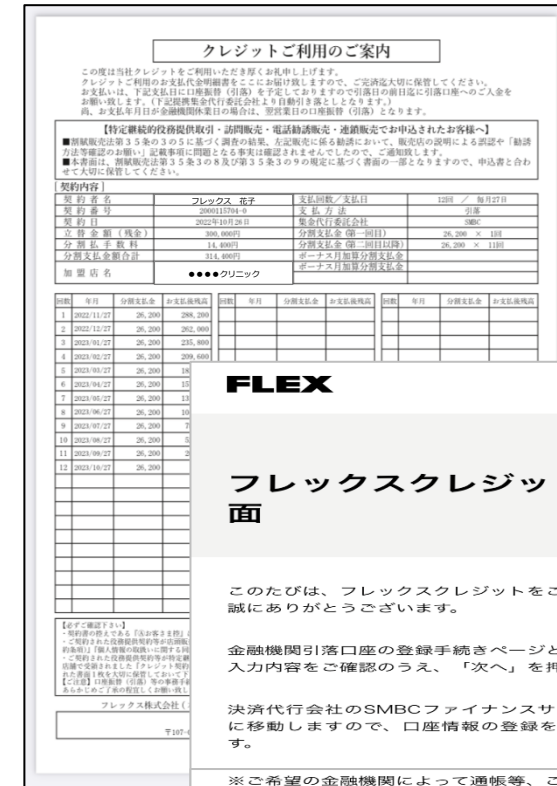 クレジットご利用のご案内
この度は当社クレジットをご利用いただき厚くお礼申し上げます。
クレジットご利用のお支払代金明細書をここにお届け致しますので、ご完済迄大切に保管してください。
お支払いは、下記支払日に口座振替（引落）を予定しておりますので引落日の前日迄に引落口座へのご入金を
お願い致します。（下記提携集金代行委託会社より自動引き落としとなります。）
尚、お支払年月日が金融機関休業日の場合は、翌営業日の口座振替（引落）となります。
【特定継続的役務提供取引・訪問販売・電話勧誘販売・連鎖販売でお申込されたお客様へ】
■割賦販売法第３５条の３の５に基づく調査の結果、左記販売に係る勧誘において、販売店の説明による誤認や「勧誘
方法等確認のお願い」記載事項に問題となる事実は確認されませんでしたので、ご通知致します。
■本書面は、割賦販売法第３５条３の８及び第３５条３の９の規定に基づく書面の一部となりますので、申込書と合わ
せて大切に保管してください。
[契約内容]
契約者名 フレックス 花子 支払回数／支払日 12回 ／ 毎月27日
契約番号 2000115704-0 支払方法 引落
契約日 2022年10月26日 集金代行委託会社 SMBC
立替金額（残金） 300,000円 分割支払金（第一回目） 26,200 × 1回
分割払手数料 14,400円 分割支払金（第二回目以降） 26,200 × 11回
分割支払金額合計 314,400円 ボーナス月加算分割支払金
加盟店名 ●●●●クリニック ボーナス月加算分割支払金
回数 年月 分割支払金 お支払後残高 回数 年月 分割支払金 お支払後残高 回数 年月 分割支払金 お支払後残高
1 2022/11/27 26,200 288,200
2 2022/12/27 26,200 262,000
3 2023/01/27 26,200 235,800
4 2023/02/27 26,200 209,600
5 2023/03/27 26,200 18
6 2023/04/27 26,200 15
7 2023/05/27 26,200 13
8 2023/06/27 26,200 10
9 2023/07/27 26,200 7
10 2023/08/27 26,200 5
11 2023/09/27 26,200 2
12 2023/10/27 26,200
【必ずご確認下さい】
フレックス株式会社（
〒107-
FLEX
フレックスクレジッ
面
このたびは、フレックスクレジットをご
誠にありがとうございます。
金融機関引落口座の登録手続きページと
入力内容をご確認のうえ、「次へ」を押
決済代行会社のSMBCファイナンスサ
に移動しますので、口座情報の登録を
す。
※ご希望の金融機関によって通帳等、こ